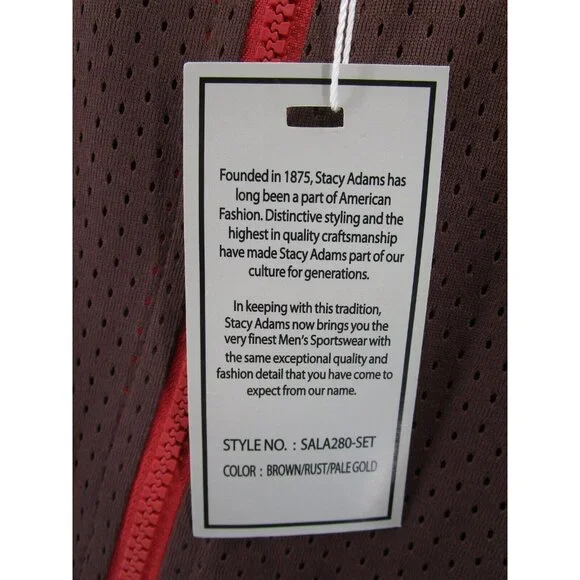 Founded in 1875, Stacy Adams has
long been a part of American
Fashion. Distinctive styling and the
highest in quality craftsmanship
have made Stacy Adams part of our
culture for generations.
In keeping with this tradition,
Stacy Adams now brings you the
very finest Men's Sportswear with
the same exceptional quality and
fashion detail that you have come to
expect from our name.
STYLE NO. : SALA280-SET
COLOR : BROWN/RUST/PALE GOLD